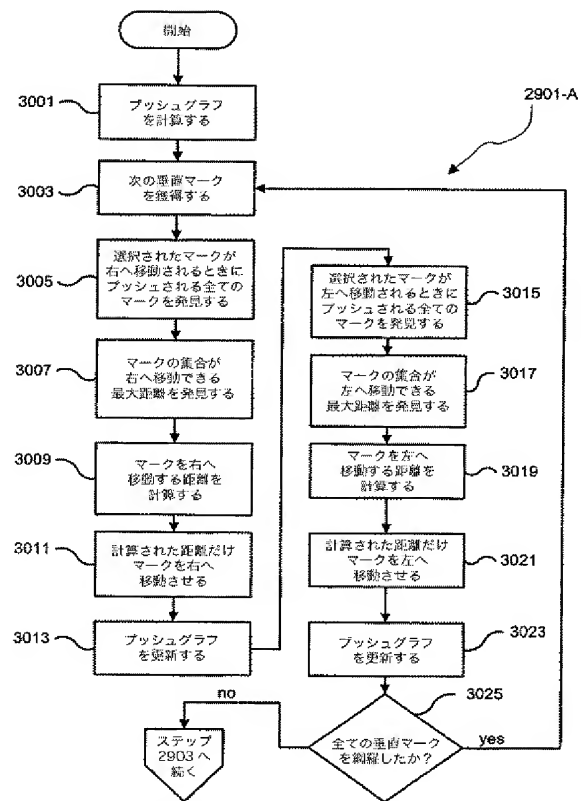 開始
3001
プッシュグラフ
を計算する
2901-A
3003
次の垂直マーク
を獲得する
3005
選択されたマークが
右へ移動されるときに
プッシュされる全ての
マークを発見する
3007
マークの集合が
右へ移動できる
最大距離を発見する
3009
マークを右へ
移動する距離を
計算する
3011
計算された距離だけ
マークを右へ
移動させる
3013
プッシュグラフ
を更新する
選択されたマークが
左へ移動されるときに
プッシュされる全ての
マークを発見する
3015
マークの集合が
左へ移動できる
最大距離を発見する
3017
マークを左へ
移動する距離を
計算する
3019
計算された距離だけ
マークを左へ
移動させる
3021
プッシュグラフ
を更新する
3023
3025
全ての垂直マーク
を網羅したか？
yes
no
ステップ
2903へ
続く